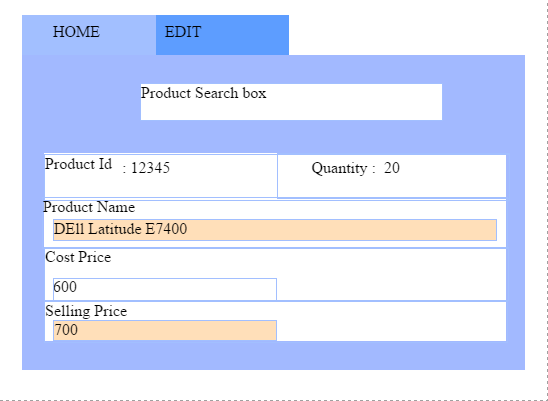 HOME EDIT
Product Search box
Product Id : 12345 Quantity : 20
Product Name
DEll Latitude E7400
Cost Price
600
Selling Price
700